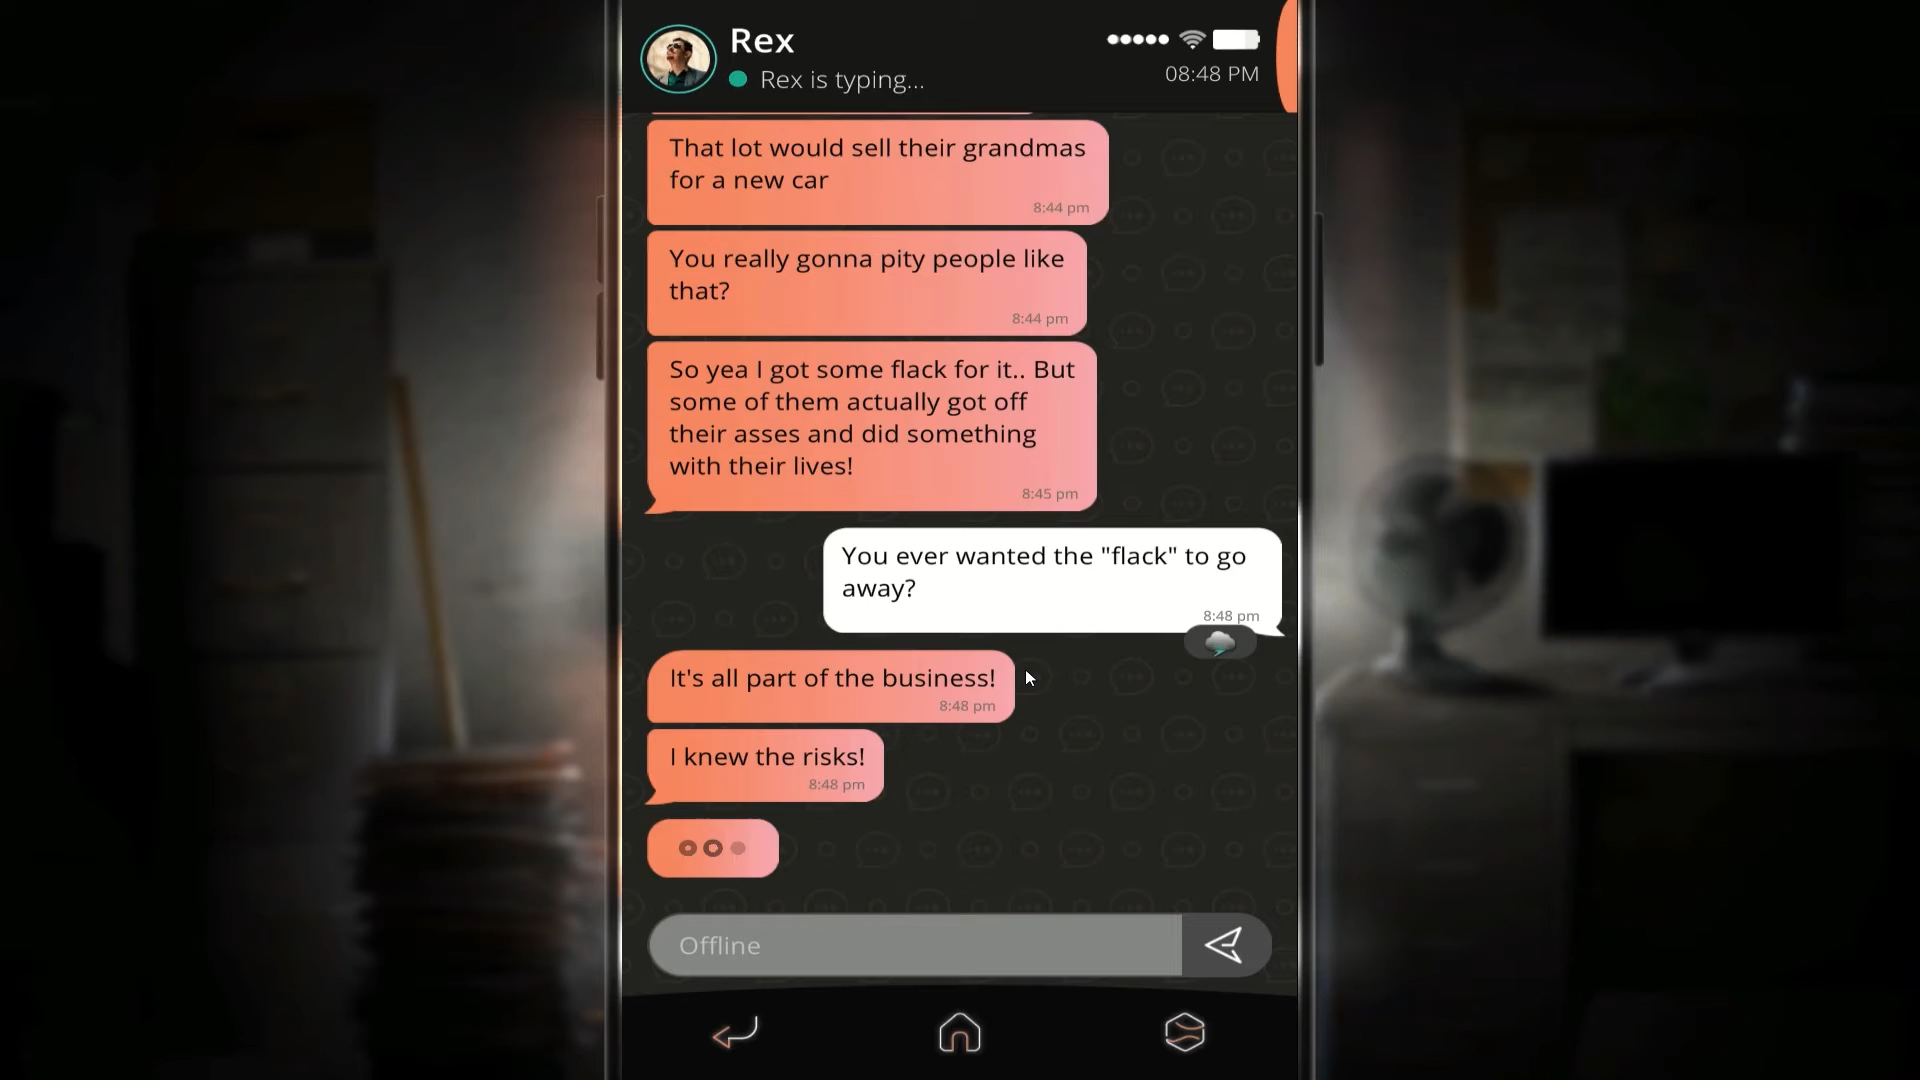 Rex
Rex is typing...
08:48 PM
That lot would sell their grandmas
for a new car
8:44 pm
You really gonna pity people like
that?
8:44 pm
So yea I got some flack for it.. But
some of them actually got off
their asses and did something
with their lives!
8:45 pm
You ever wanted the "flack" to go
away?
8:48 pm
It's all part of the business!
8:48 pm
I knew the risks!
8:48 pm
Offline